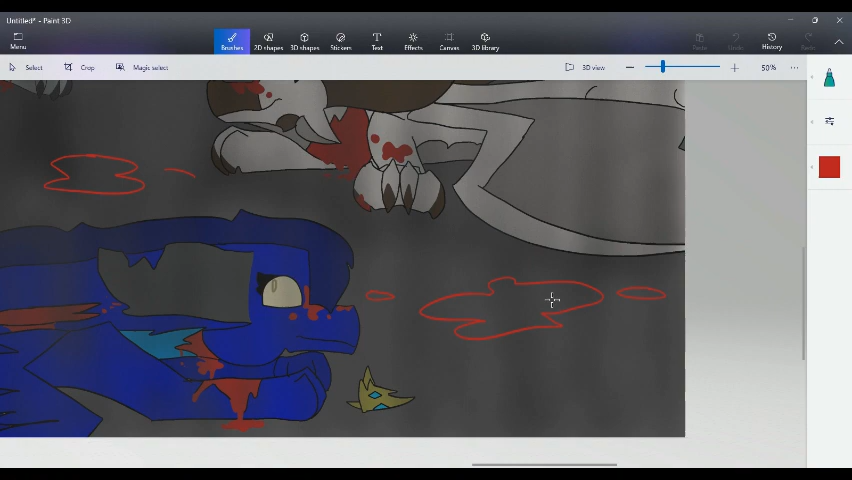 Untitled* - Paint 3D
Menu
Brushes
2D shapes
3D shapes
Stickers
Text
Effects
Canvas
3D library
Paste
Undo
History
Redo
Select
Crop
Magic select
3D view
50%